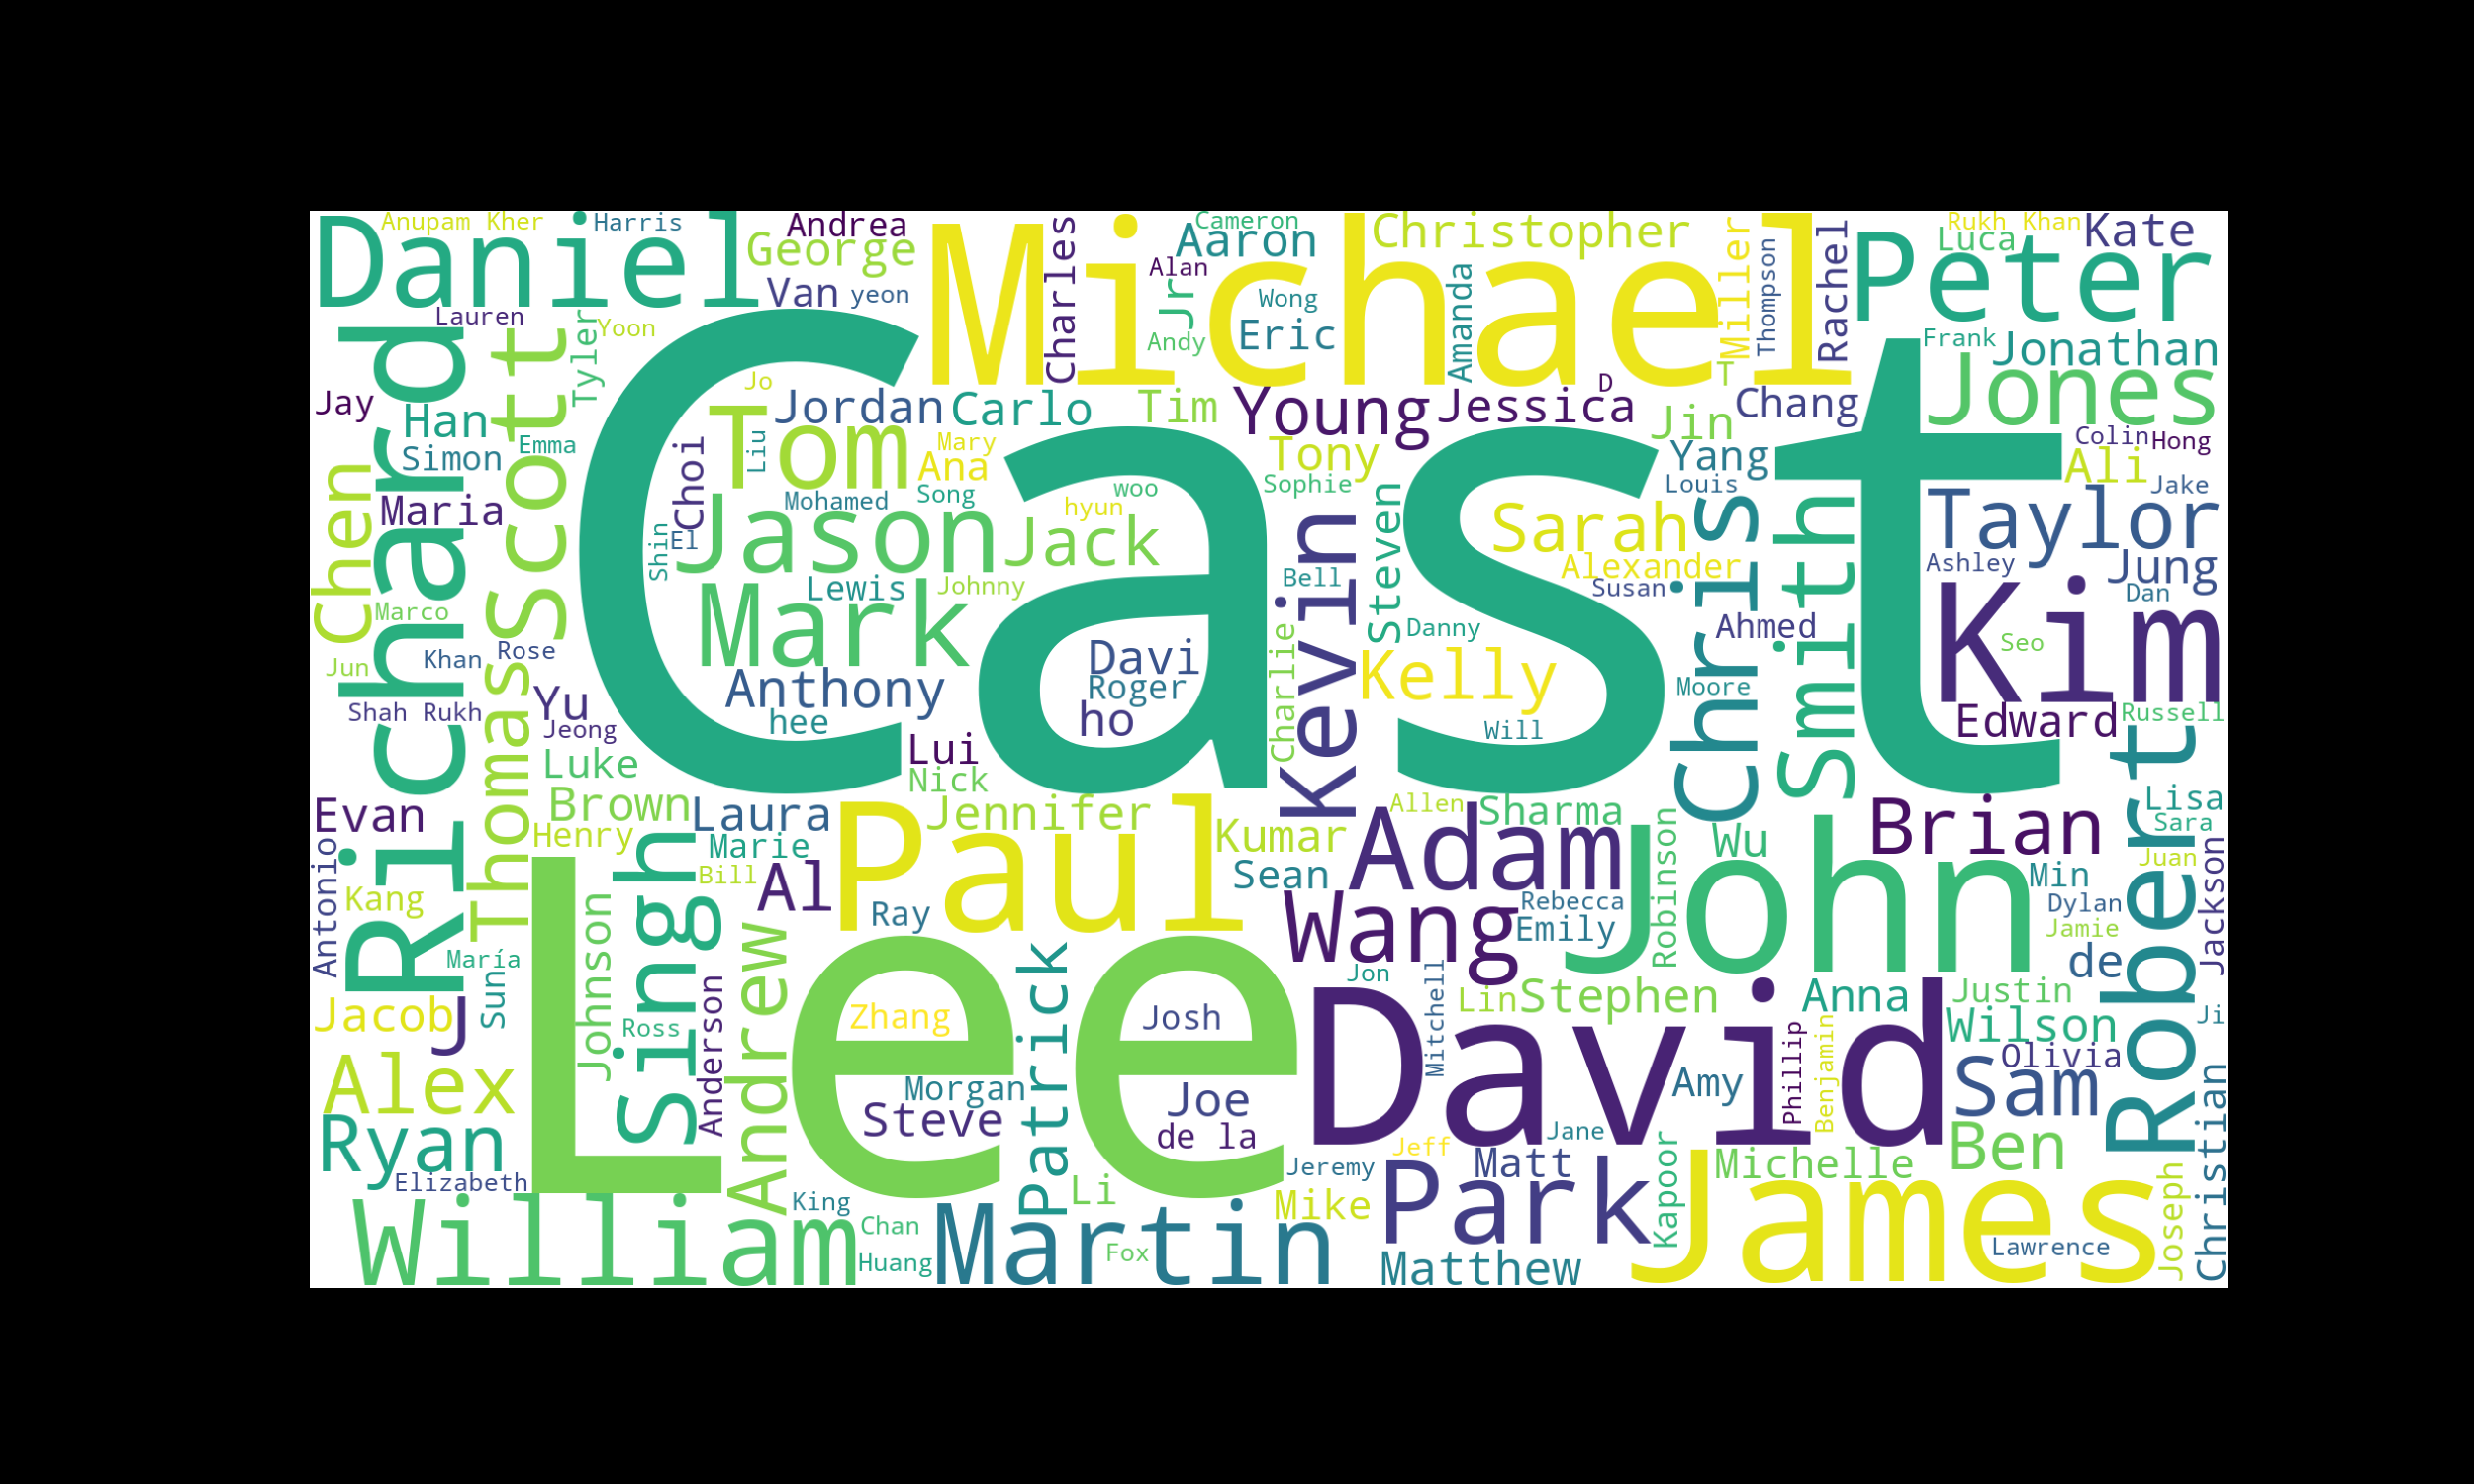 Daniel
Anupam Kher
Harris
Andrea
George
Michael
Charles
Cameron
Aaron
Christopher
Miller
Rachel
Peter
Rukh Khan
Luca
Kate
Van
yeon
Jr
Alan
Wong
Andy
Eric
Amanda
Thompson
Lauren
Yoon
Tyler
Frank
Jonathan
Jones
Jay
Han
Simon
Emma
Scott
Richard
Cast
Jo
Tom
Jordan
Carlo
Tim
Young
Jessica
D
T
Jin
Chang
Colin
Hong
Ali
Jake
Chen
Maria
Choi
Liu
Mary
Ana
Tony
Yang
Louis
Sophie
Mohamed
Song
woo
hyun
Shin
El
Jason
Jack
Kevin
Steven
Sarah
Alexander
Susan
Chris
Smith
Taylor
Ashley
Jung
Dan
Kim
Seo
Marco
Jun
Khan
Rose
Shah Rukh
Thomas
Yu
Jeong
Luke
Mark
Lewis
Johnny
Bell
Danny
Ahmed
Davi
Roger
Anthony
hee
ho
Charlie
Kelly
Moore
Will
Edward
Russell
Robert
Lui
Nick
Evan
Brown
Henry
Laura
Marie
Paul
Jennifer
Kumar
Sean
Adam
Allen
Sharma
Wu
Brian
Lisa
Sara
Juan
Antonio
Kang
María
Sun
Lee
Singh
Johnson
Bill
Al
Ray
Wang
Rebecca
Emily
Robinson
John
Min
Dylan
Jamie
de
Jackson
Jacob
J
Ross
Anderson
Andrew
Zhang
Patrick
Josh
Jon
Mitchell
Lin
Stephen
Anna
Justin
Wilson
Ji
Alex
Ryan
Morgan
Steve
Joe
de la
David
Amy
Phillip
Benjamin
Olivia
Sam
Ben
Christian
Elizabeth
William
King
Chan
Huang
Martin
Li
Fox
Jeremy
Mike
Jeff
Jane
Matt
Park
Matthew
Kapoor
Michelle
James
Lawrence
Joseph